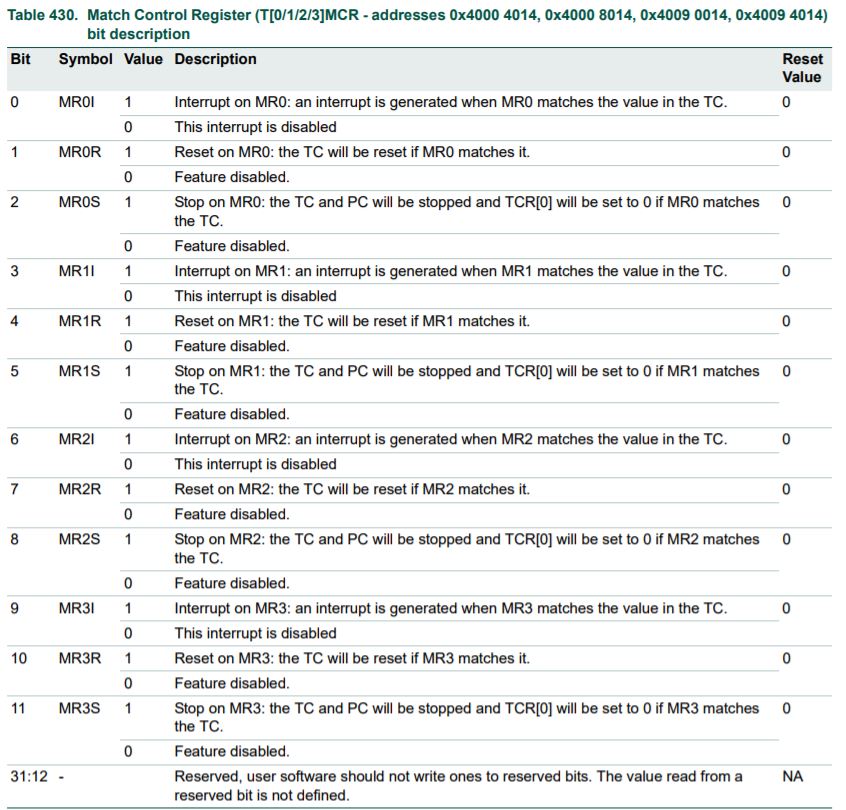 Table 430. Match Control Register (T[0/1/2/3]MCR - addresses 0x4000 4014, 0x4000 8014, 0x4009 0014, 0x4009 4014)
bit description
Bit Symbol Value Description Reset
Value
0 MR0I 1 Interrupt on MR0: an interrupt is generated when MR0 matches the value in the TC. 0
0 This interrupt is disabled
1 MR0R 1 Reset on MR0: the TC will be reset if MR0 matches it. 0
0 Feature disabled.
2 MR0S 1 Stop on MR0: the TC and PC will be stopped and TCR[0] will be set to 0 if MR0 matches 0
the TC.
0 Feature disabled.
3 MR1I 1 Interrupt on MR1: an interrupt is generated when MR1 matches the value in the TC. 0
0 This interrupt is disabled
4 MR1R 1 Reset on MR1: the TC will be reset if MR1 matches it. 0
0 Feature disabled.
5 MR1S 1 Stop on MR1: the TC and PC will be stopped and TCR[0] will be set to 0 if MR1 matches 0
the TC.
0 Feature disabled.
6 MR2I 1 Interrupt on MR2: an interrupt is generated when MR2 matches the value in the TC. 0
0 This interrupt is disabled
7 MR2R 1 Reset on MR2: the TC will be reset if MR2 matches it. 0
0 Feature disabled.
8 MR2S 1 Stop on MR2: the TC and PC will be stopped and TCR[0] will be set to 0 if MR2 matches 0
the TC.
0 Feature disabled.
9 MR3I 1 Interrupt on MR3: an interrupt is generated when MR3 matches the value in the TC. 0
0 This interrupt is disabled
10 MR3R 1 Reset on MR3: the TC will be reset if MR3 matches it. 0
0 Feature disabled.
11 MR3S 1 Stop on MR3: the TC and PC will be stopped and TCR[0] will be set to 0 if MR3 matches 0
the TC.
0 Feature disabled.
31:12 - Reserved, user software should not write ones to reserved bits. The value read from a NA
reserved bit is not defined.